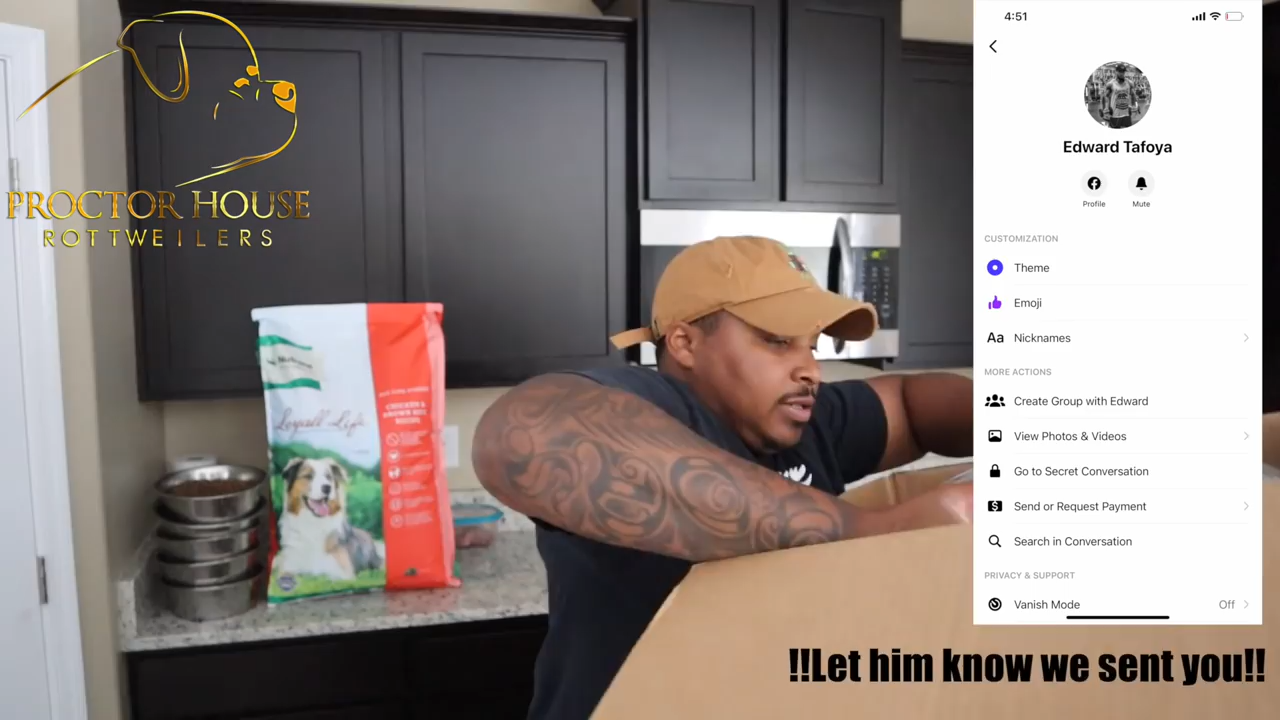 PROCTOR HOUSE
ROTTWEILERS
Loyall Life
CHICKEN &
BROWN RICE
RECIPE
4:51
Edward Tafoya
Profile
Mute
CUSTOMIZATION
Theme
Emoji
Aa Nicknames
MORE ACTIONS
Create Group with Edward
View Photos & Videos
Go to Secret Conversation
Send or Request Payment
Search in Conversation
PRIVACY & SUPPORT
Vanish Mode Off
!!Let him know we sent you!!